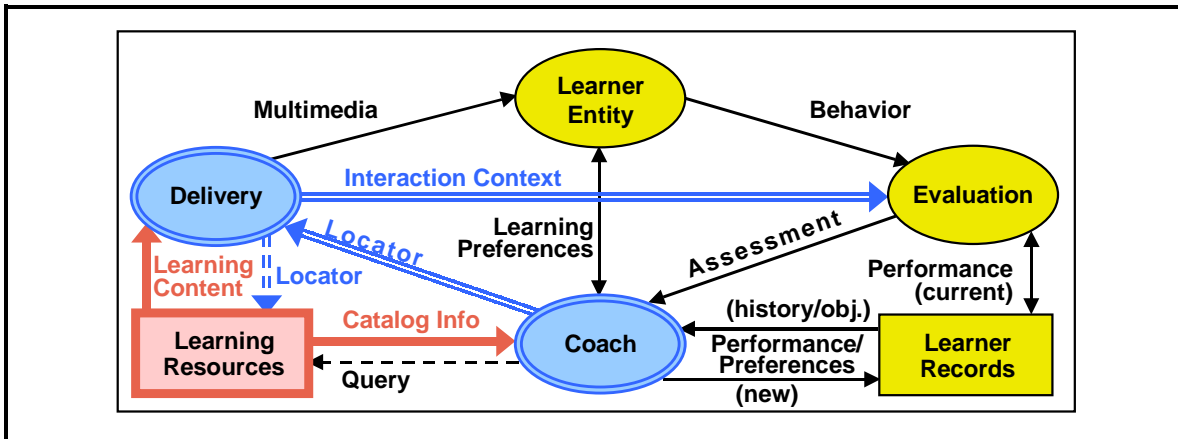 Learner
Entity
Multimedia
Behavior
Delivery
Interaction Context
Evaluation
Locator
Learning
Preferences
Assessment
Learning
Content
Locator
Performance
(current)
(history/obj.)
Catalog Info
Learning
Resources
Coach
Performance/
Preferences
Learner
Records
Query
(new)